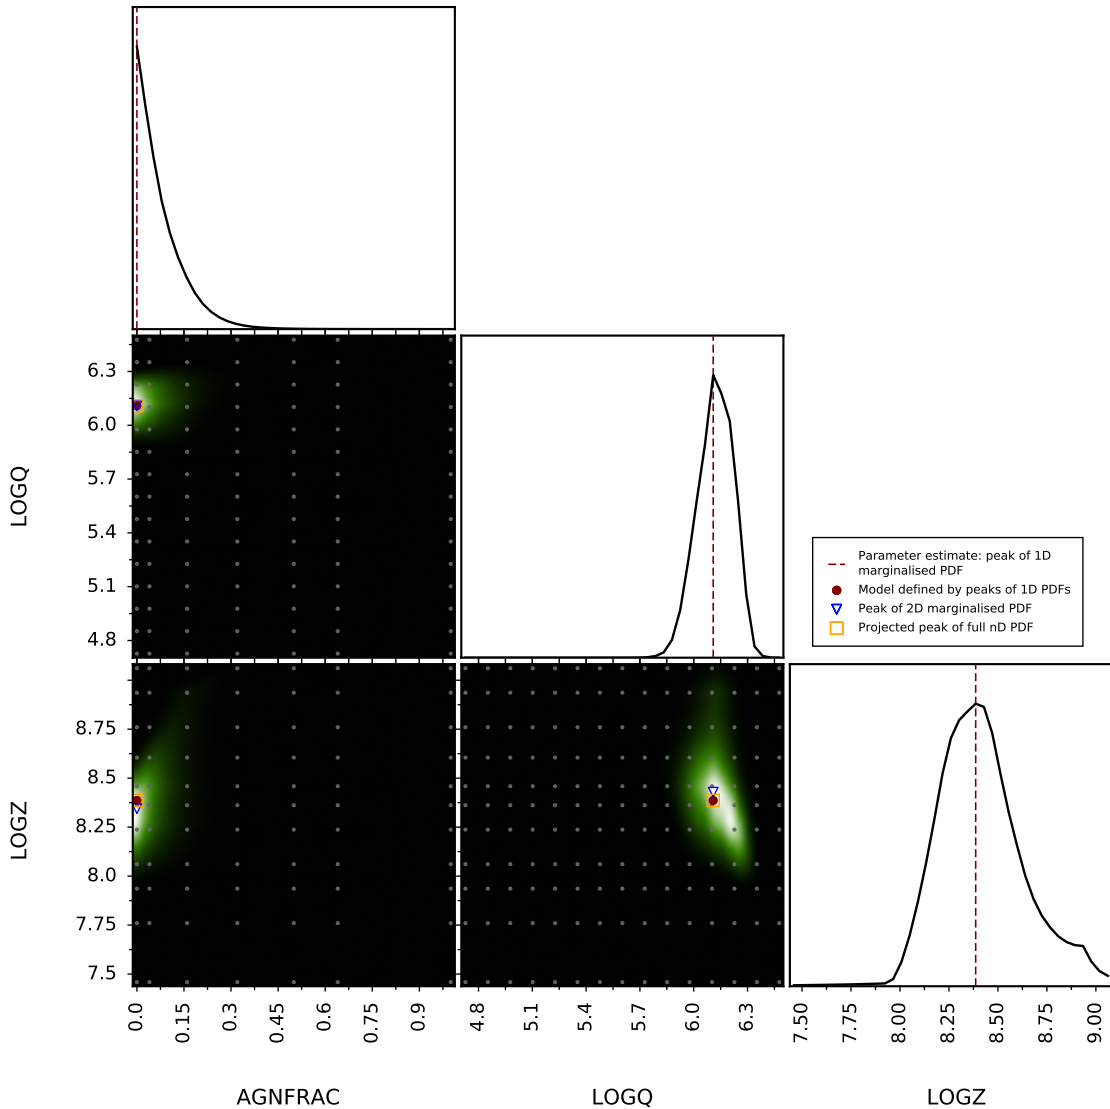 6.3
6.0
5.7
5.4
5.1
4.8
LOGQ
Parameter estimate: peak of 1D
marginalised PDF
Model defined by peaks of 1D PDFs
Peak of 2D marginalised PDF
Projected peak of full nD PDF
8.75
8.5
8.25
8.0
7.75
7.5
LOGZ
0.0 0.15 0.3 0.45 0.6 0.75 0.9
4.8 5.1 5.4 5.7 6.0 6.3
7.50 7.75 8.00 8.25 8.50 8.75 9.00
AGNFRAC LOGQ LOGZ